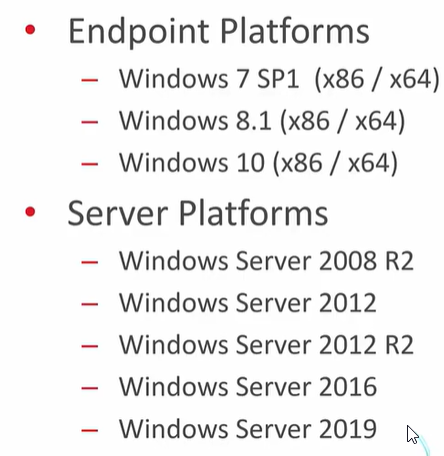 • Endpoint Platforms
– Windows 7 SP1 (x86 / x64)
– Windows 8.1 (x86 / x64)
– Windows 10 (x86 / x64)
• Server Platforms
– Windows Server 2008 R2
– Windows Server 2012
– Windows Server 2012 R2
– Windows Server 2016
– Windows Server 2019